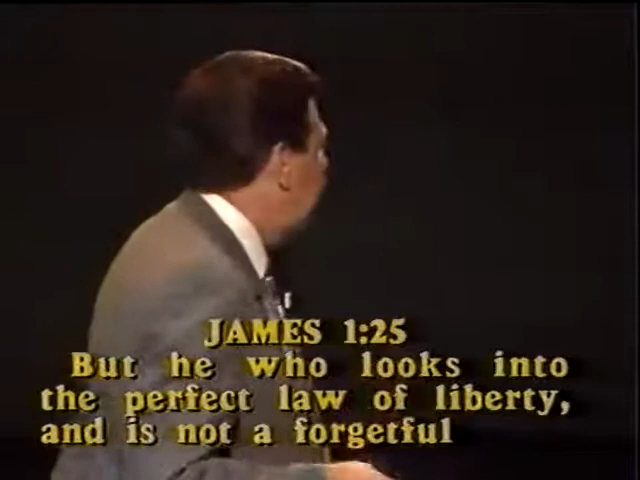 JAMES 1:25
But he who looks into
the perfect law of liberty,
and is not a forgetful